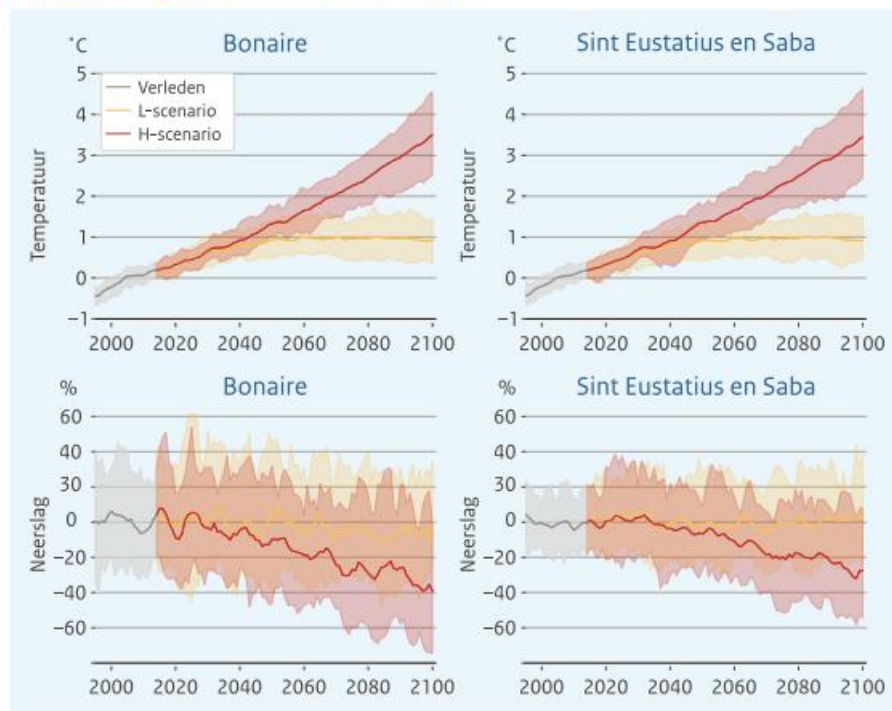 °C
Bonaire
5
4
3
2
1
0
−1
Temperatuur
Verleden
L-scenario
H-scenario
2000 2020 2040 2060 2080 2100
°C
Sint Eustatius en Saba
5
4
3
2
1
0
−1
Temperatuur
2000 2020 2040 2060 2080 2100
%
Bonaire
60
40
30
0
−20
−40
−60
Neerslag
2000 2020 2040 2060 2080 2100
%
Sint Eustatius en Saba
60
40
30
0
−20
−40
−60
Neerslag
2000 2020 2040 2060 2080 2100